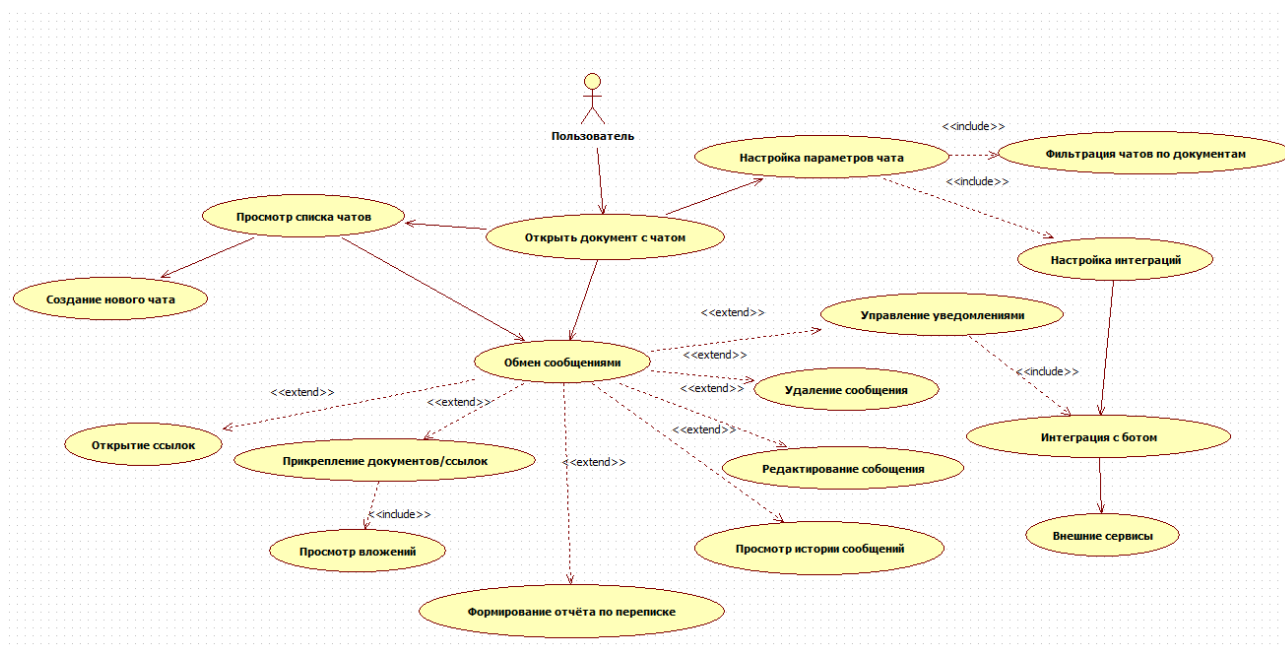 Пользователь
<<include>>
Настройка параметров чата
Фильтрация чатов по документам
<<include>>
Просмотр списка чатов
Открыть документ с чатом
Настройка интеграций
Создание нового чата
<<extend>>
Управление уведомлениями
Обмен сообщениями
<<extend>>
<<include>>
<<extend>>
<<extend>>
<<extend>>
Удаление сообщения
<<extend>>
Открытие ссылок
Прикрепление документов/ссылок
<<extend>>
Редактирование собощения
Интеграция с ботом
<<include>>
Просмотр вложений
Просмотр истории сообщений
Внешние сервисы
Формирование отчёта по переписке